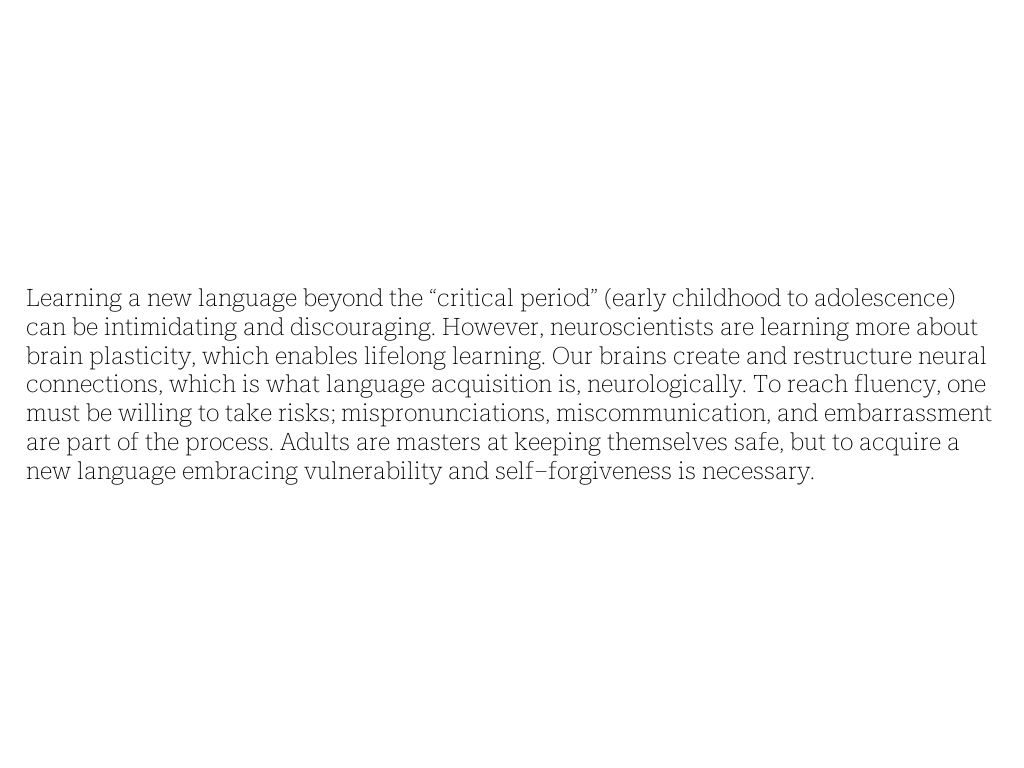 Learning a new language beyond the “critical period” (early childhood to adolescence)
can be intimidating and discouraging. However, neuroscientists are learning more about
brain plasticity, which enables lifelong learning. Our brains create and restructure neural
connections, which is what language acquisition is, neurologically. To reach fluency, one
must be willing to take risks; mispronunciations, miscommunication, and embarrassment
are part of the process. Adults are masters at keeping themselves safe, but to acquire a
new language embracing vulnerability and self–forgiveness is necessary.